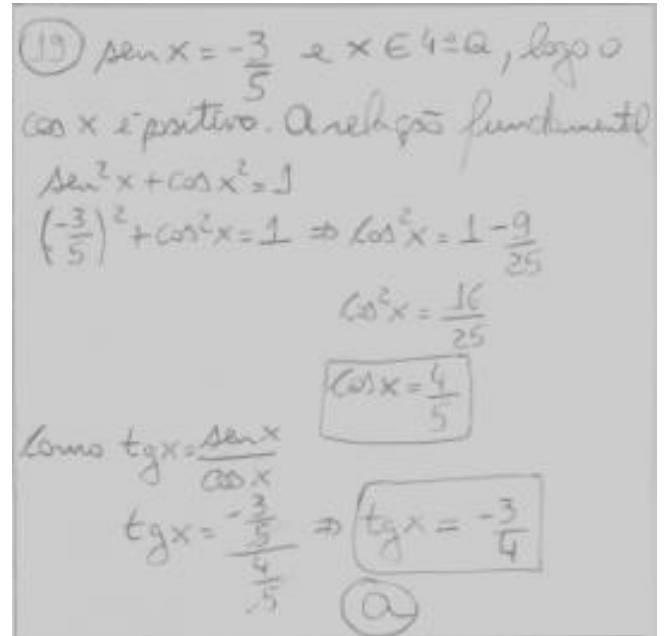 19 sen x = -3/5 e x ∈ 4º Q, logo o
cos x é positivo. A relação fundamental
sen²x + cos x² = 1
(-3/5)² + cos²x = 1 ⇒ cos²x = 1 - 9/25
cos²x = 16/25
cos x = 4/5
Como tg x = sen x/cos x
tg x = (-3/5)/(4/5) ⇒ tg x = -3/4
a